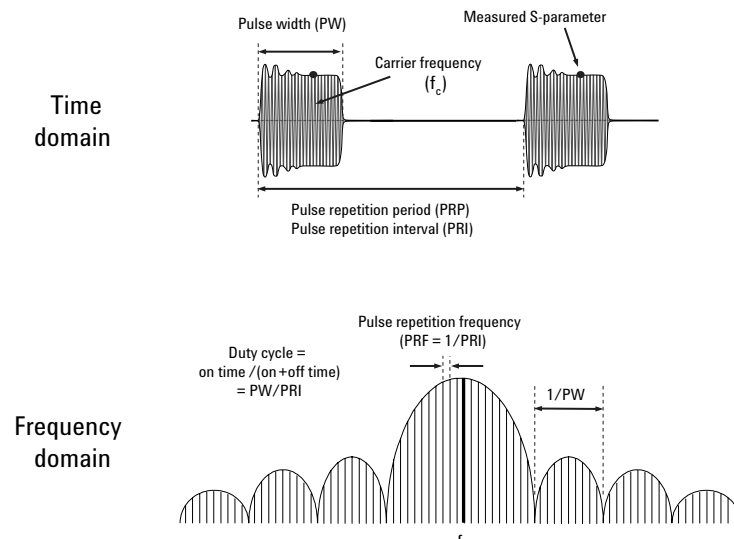 Pulse width (PW)
Measured S-parameter
Carrier frequency
(fc)
Time
domain
Pulse repetition period (PRP)
Pulse repetition interval (PRI)
Pulse repetition frequency
(PRF = 1/PRI)
Duty cycle =
on time /(on+off time)
= PW/PRI
1/PW
Frequency
domain